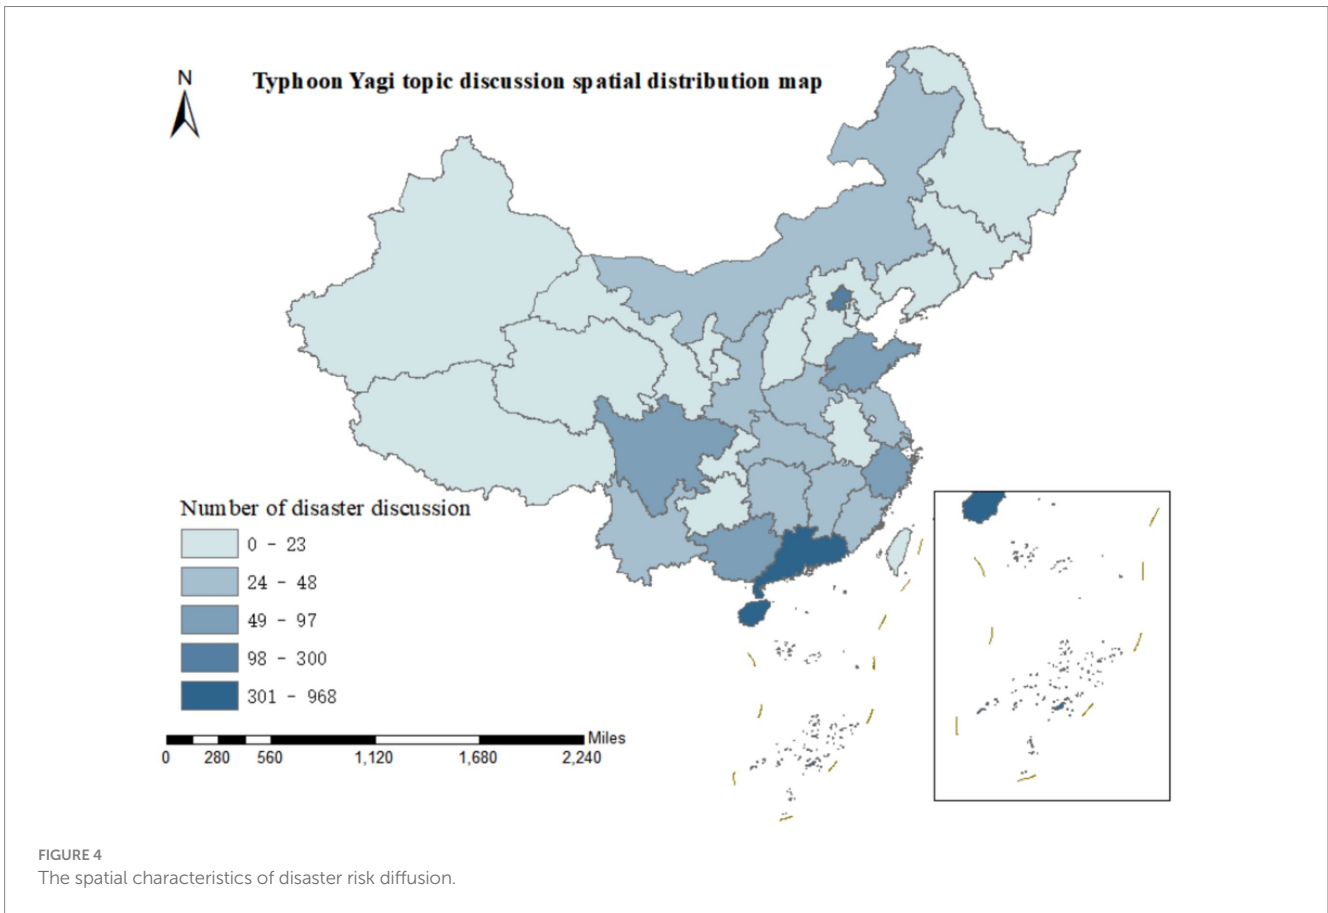 N
Typhoon Yagi topic discussion spatial distribution map
Number of disaster discussion
0 - 23
24 - 48
49 - 97
98 - 300
301 - 968
Miles
0 280 560 1,120 1,680 2,240
FIGURE 4
The spatial characteristics of disaster risk diffusion.